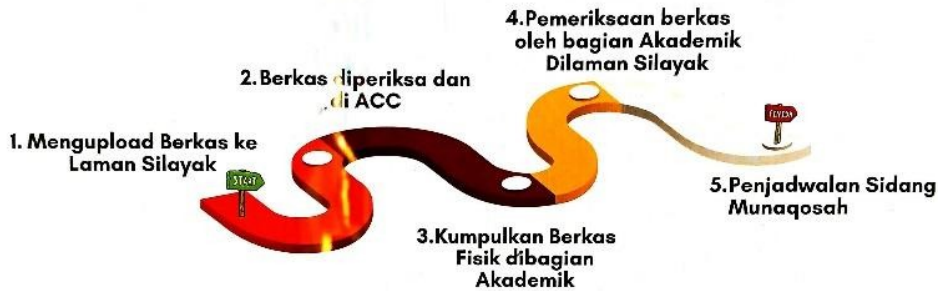 1. Mengupload Berkas ke
Laman Silayak
START
2. Berkas diperiksa dan
di ACC
3.Kumpulkan Berkas
Fisik dibagian
Akademik
4.Pemeriksaan berkas
oleh bagian Akademik
Dilaman Silayak
5.Penjadwalan Sidang
Munaqosah